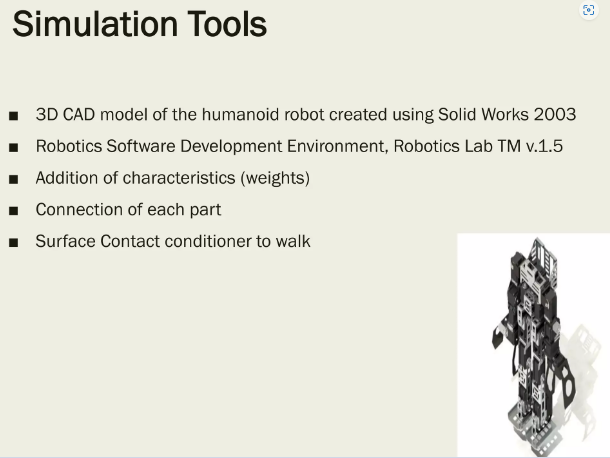 Simulation Tools
■ 3D CAD model of the humanoid robot created using Solid Works 2003
■ Robotics Software Development Environment, Robotics Lab TM v.1.5
■ Addition of characteristics (weights)
■ Connection of each part
■ Surface Contact conditioner to walk